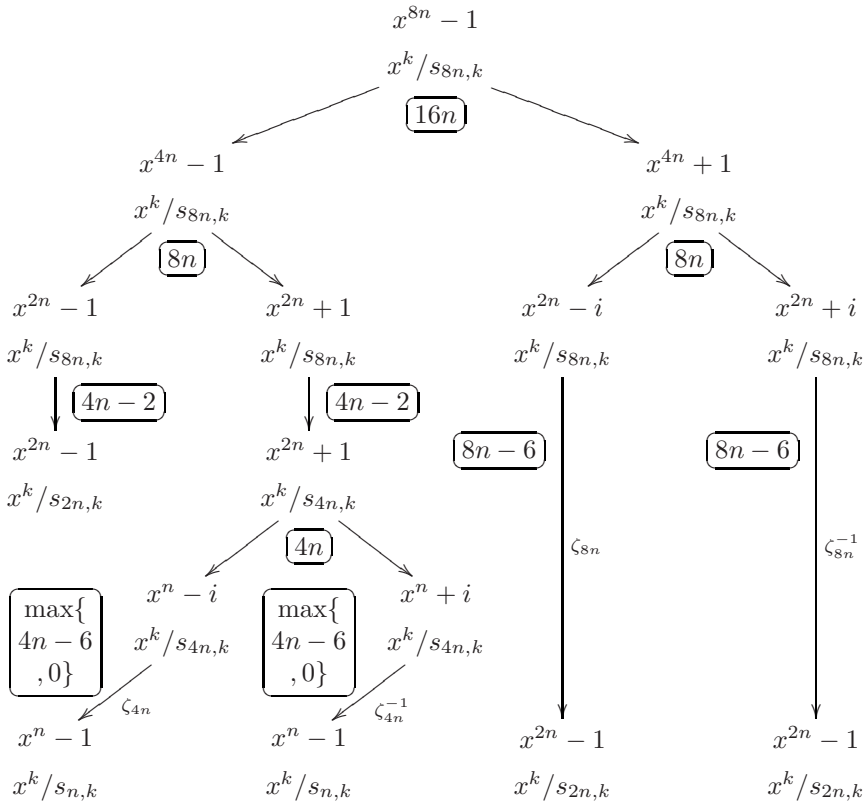 x^{8n} − 1
x^k/s_{8n,k}
16n
x^{4n} − 1 x^{4n} + 1
x^k/s_{8n,k} x^k/s_{8n,k}
8n 8n
x^{2n} − 1 x^{2n} + 1 x^{2n} − i x^{2n} + i
x^k/s_{8n,k} x^k/s_{8n,k} x^k/s_{8n,k} x^k/s_{8n,k}
4n − 2 4n − 2
x^{2n} − 1 x^{2n} + 1 8n − 6 8n − 6
x^k/s_{2n,k} x^k/s_{4n,k}
4n
ζ_{8n} ζ_{8n}^{−1}
x^n − i x^n + i
max{ max{
4n − 6 x^k/s_{4n,k} 4n − 6 x^k/s_{4n,k}
, 0} , 0}
ζ_{4n} ζ_{4n}^{−1}
x^n − 1 x^n − 1 x^{2n} − 1 x^{2n} − 1
x^k/s_{n,k} x^k/s_{n,k} x^k/s_{2n,k} x^k/s_{2n,k}